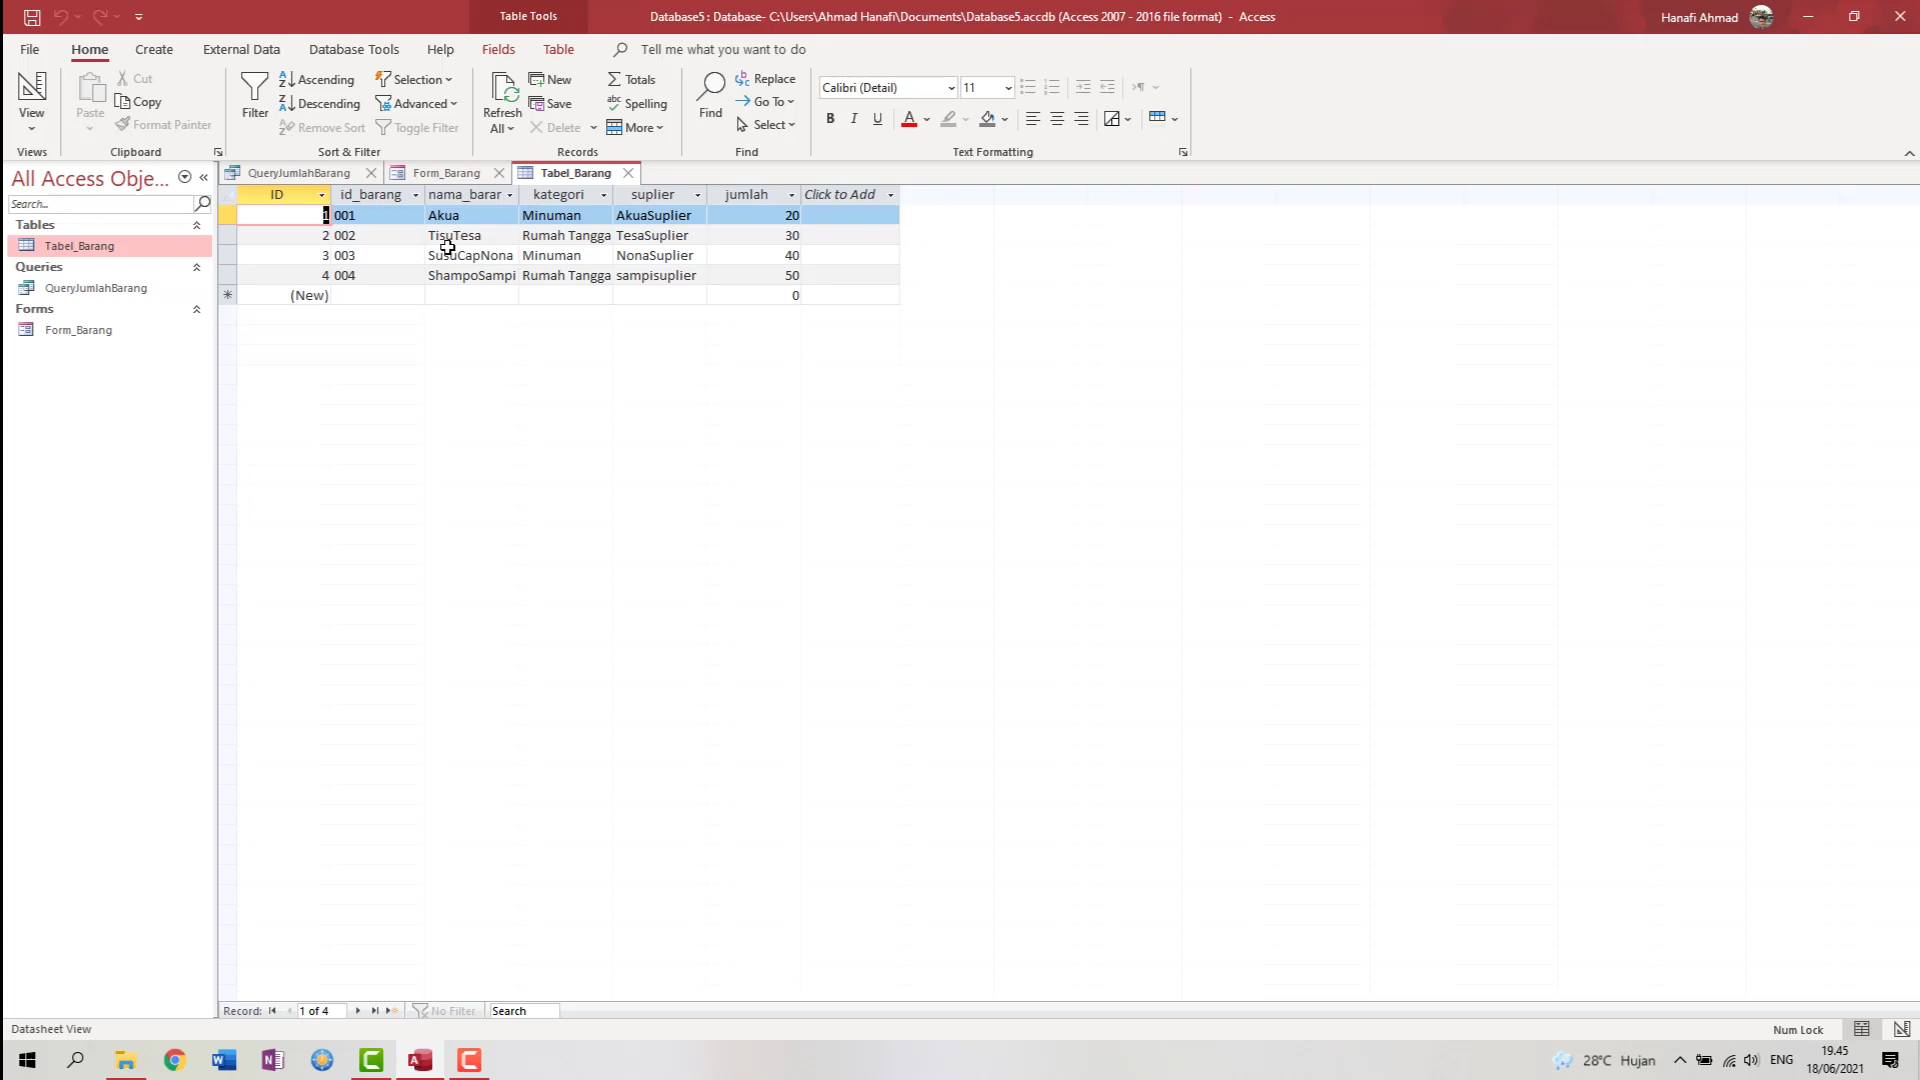 Table Tools
Database5 : Database- C:\Users\Ahmad Hanafi\Documents\Database5.accdb (Access 2007 - 2016 file format) - Access
Hanafi Ahmad
File Home Create External Data Database Tools Help Fields Table Tell me what you want to do
View
Views
Paste
Cut
Copy
Format Painter
Clipboard
Filter
Ascending
Descending
Remove Sort
Selection
Advanced
Toggle Filter
Sort & Filter
Refresh All
New
Save
Delete
Totals
Spelling
More
Records
Find
Replace
Go To
Select
Find
Calibri (Detail) 11
B I U A
Text Formatting
All Access Obje...
Search...
Tables
Tabel_Barang
Queries
QueryJumlahBarang
Forms
Form_Barang
QueryJumlahBarang Form_Barang Tabel_Barang
ID id_barang nama_barar kategori suplier jumlah Click to Add
1 001 Akua Minuman AkuaSuplier 20
2 002 TisuTesa Rumah Tangga TesaSuplier 30
3 003 SusuCapNona Minuman NonaSuplier 40
4 004 ShampoSampi Rumah Tangga sampisuplier 50
(New) 0
Record: 1 of 4 No Filter Search
Datasheet View
Num Lock
28°C Hujan
ENG
19.45
18/06/2021